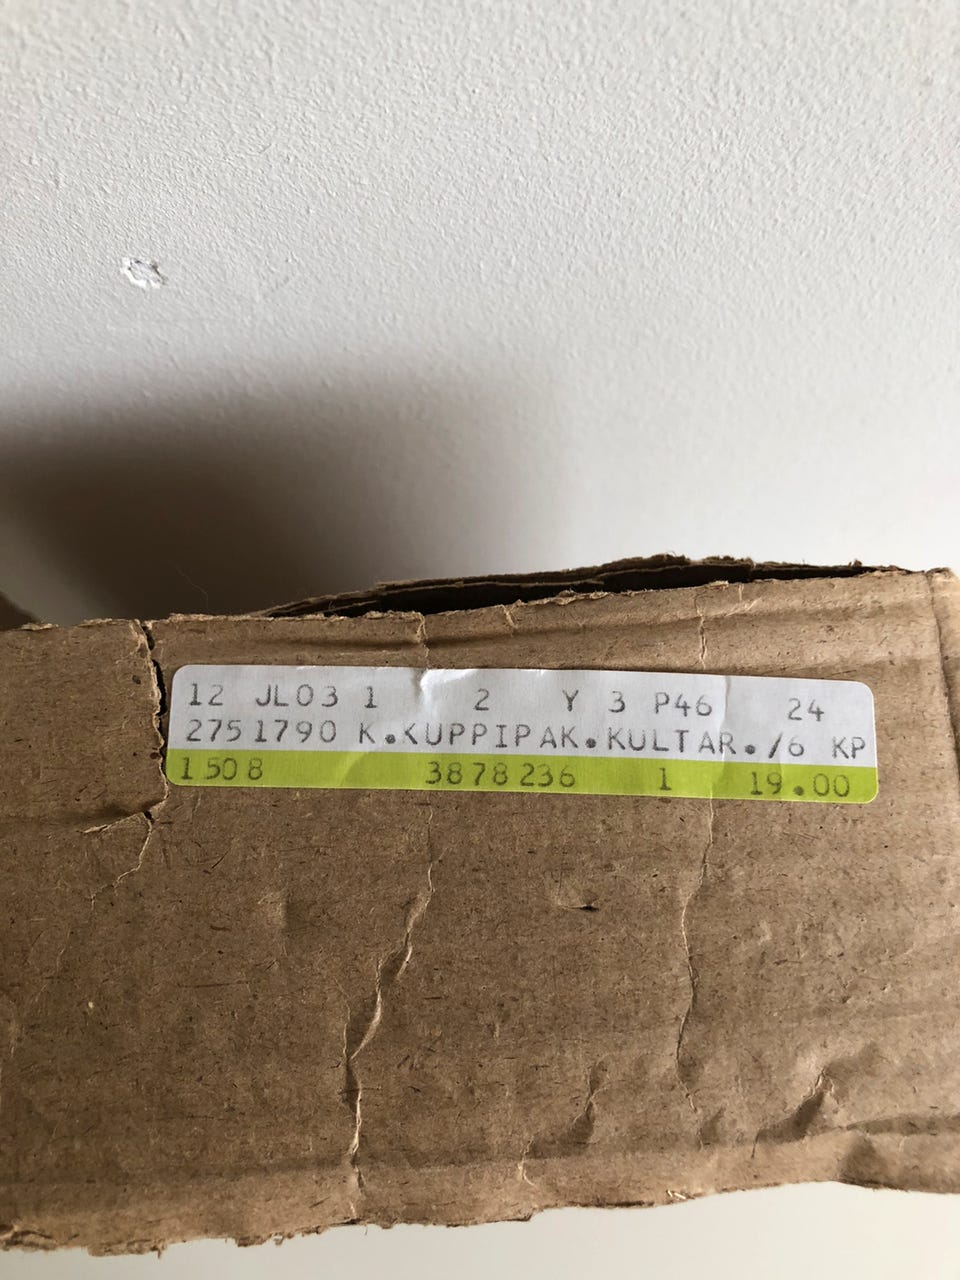 12 JL03 1 2 Y 3 P46 24
2751790 K.KUPPIPAK.KULTAR./6 KP
1508 3878236 1 19.00